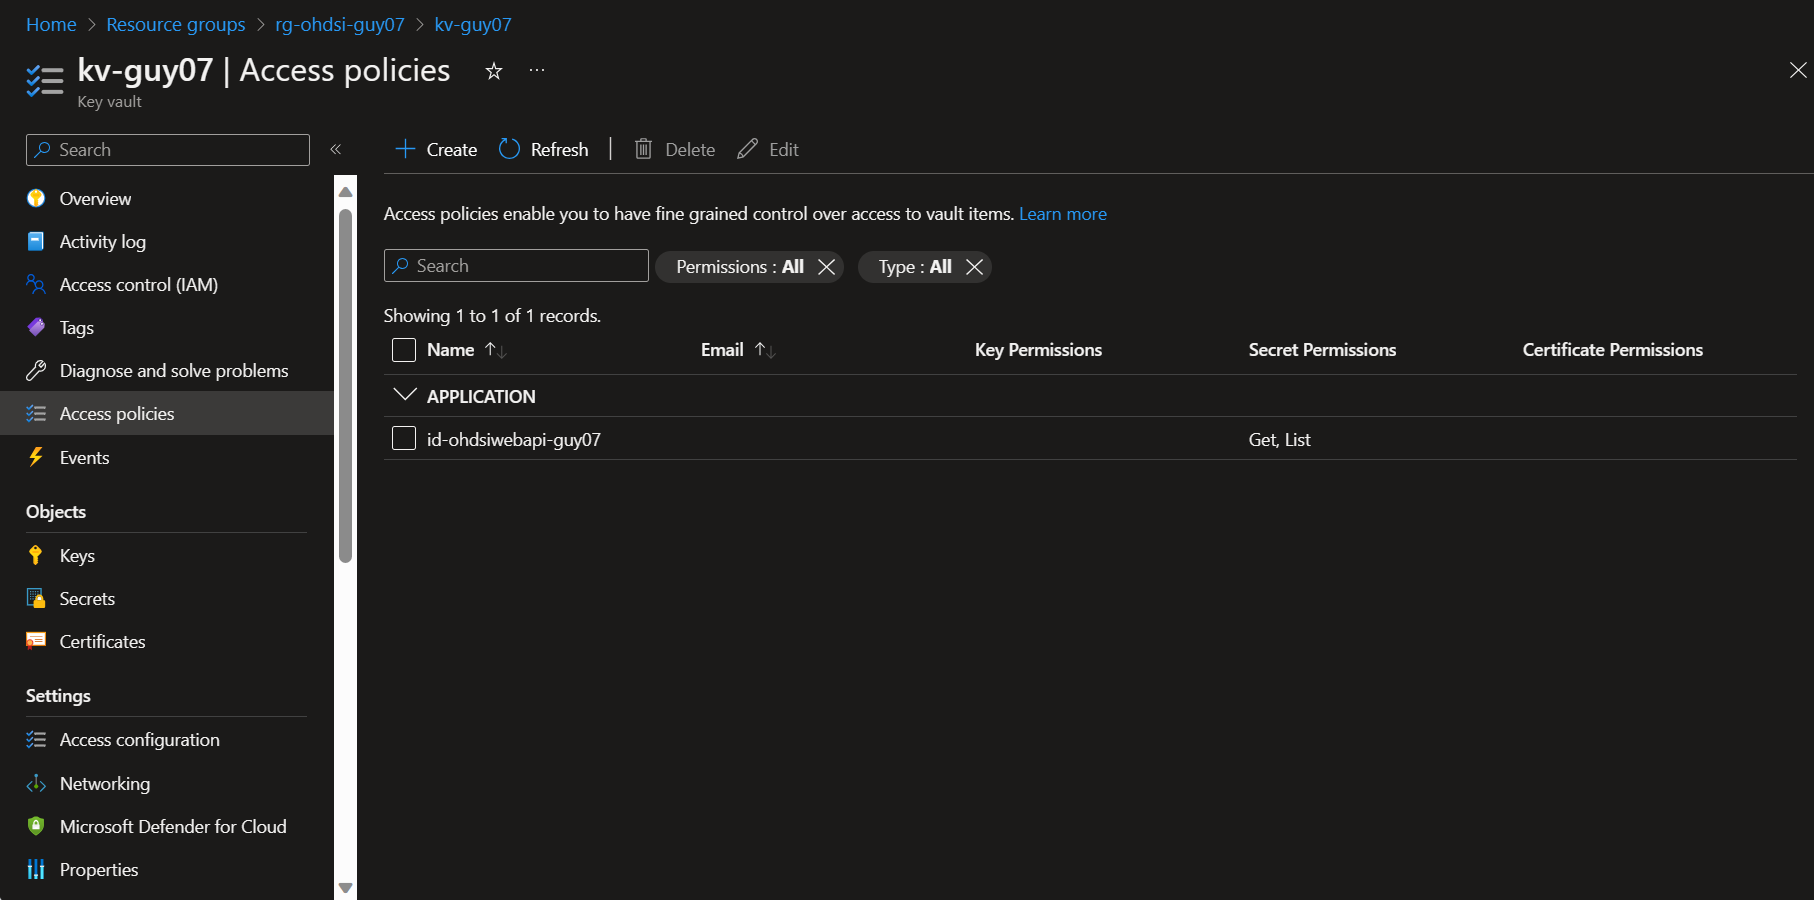 Home > Resource groups > rg-ohdsi-guy07 > kv-guy07
kv-guy07 | Access policies ☆ ···
Key vault
Search «
Overview
Activity log
Access control (IAM)
Tags
Diagnose and solve problems
Access policies
Events
Objects
Keys
Secrets
Certificates
Settings
Access configuration
Networking
Microsoft Defender for Cloud
Properties
Create Refresh | Delete Edit
Access policies enable you to have fine grained control over access to vault items. Learn more
Search Permissions : All Type : All
Showing 1 to 1 of 1 records.
Name ↑↓ Email ↑↓ Key Permissions Secret Permissions Certificate Permissions
APPLICATION
id-ohdsiwebapi-guy07 Get, List